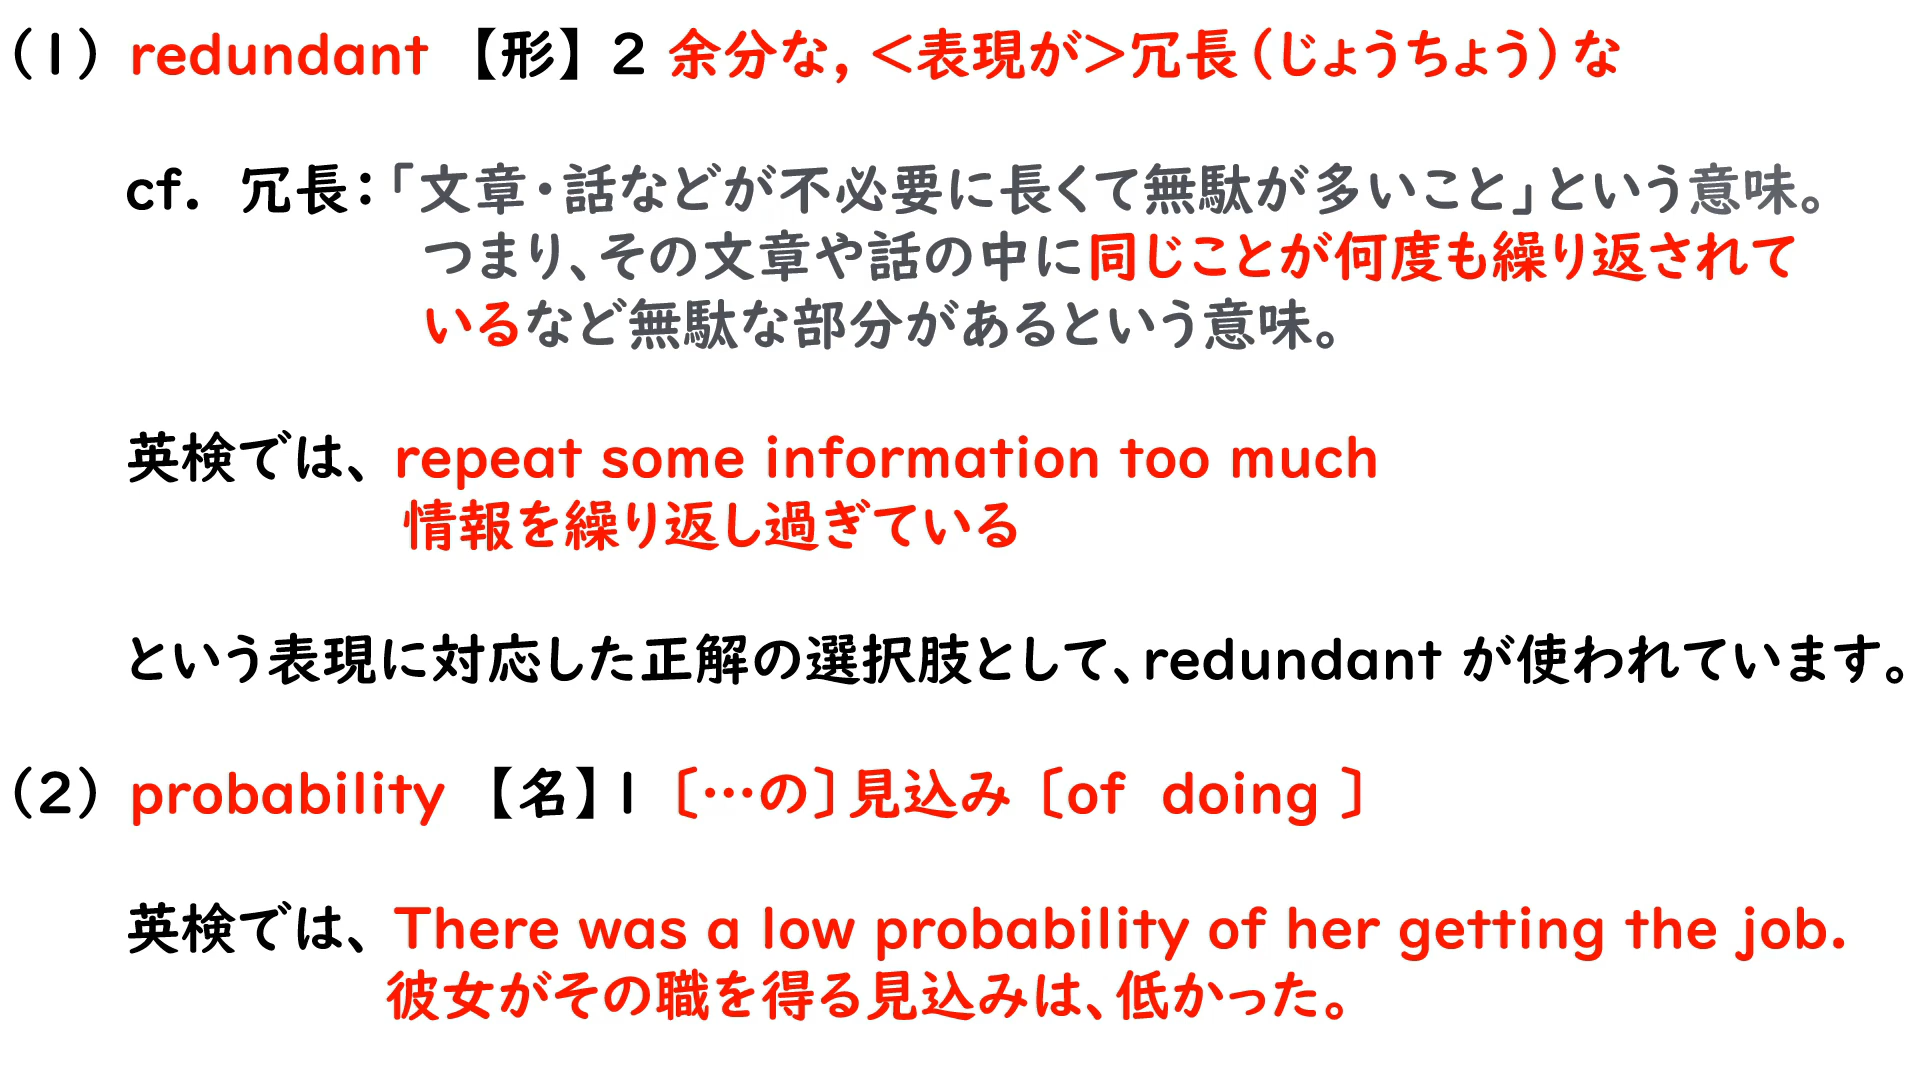 (1) redundant 【形】 2 余分な, <表現が>冗長(じょうちょう)な
cf. 冗長:「文章・話などが不必要に長くて無駄が多いこと」という意味。
つまり、その文章や話の中に同じことが何度も繰り返されて
いるなど無駄な部分があるという意味。
英検では、repeat some information too much
情報を繰り返し過ぎている
という表現に対応した正解の選択肢として、redundant が使われています。
(2) probability 【名】1 〔…の〕見込み 〔of doing 〕
英検では、There was a low probability of her getting the job.
彼女がその職を得る見込みは、低かった。